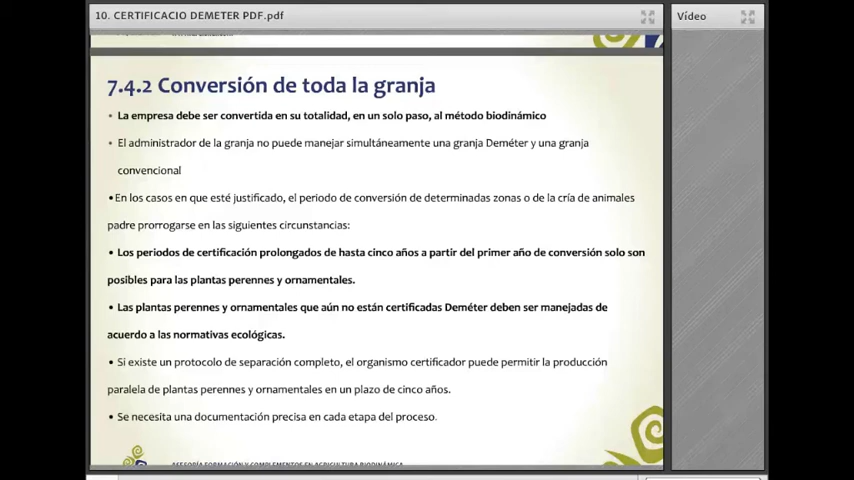 10. CERTIFICACIO DEMETER PDF.pdf
Vídeo
7.4.2 Conversión de toda la granja
• La empresa debe ser convertida en su totalidad, en un solo paso, al método biodinámico
• El administrador de la granja no puede manejar simultáneamente una granja Deméter y una granja
convencional
•En los casos en que esté justificado, el periodo de conversión de determinadas zonas o de la cría de animales
padre prorrogarse en las siguientes circunstancias:
• Los periodos de certificación prolongados de hasta cinco años a partir del primer año de conversión solo son
posibles para las plantas perennes y ornamentales.
• Las plantas perennes y ornamentales que aún no están certificadas Deméter deben ser manejadas de
acuerdo a las normativas ecológicas.
• Si existe un protocolo de separación completo, el organismo certificador puede permitir la producción
paralela de plantas perennes y ornamentales en un plazo de cinco años.
• Se necesita una documentación precisa en cada etapa del proceso.
ASESORÍA FORMACIÓN Y COMPLEMENTOS EN AGRICULTURA BIODINÁMICA